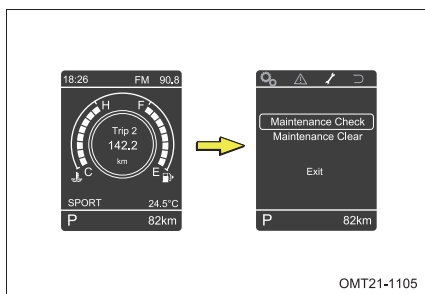 18:26 FM 90.8
H F
Trip 2
142.2
km
C E
SPORT 24.5°C
P 82km
Maintenance Check
Maintenance Clear
Exit
P 82km
OMT21-1105